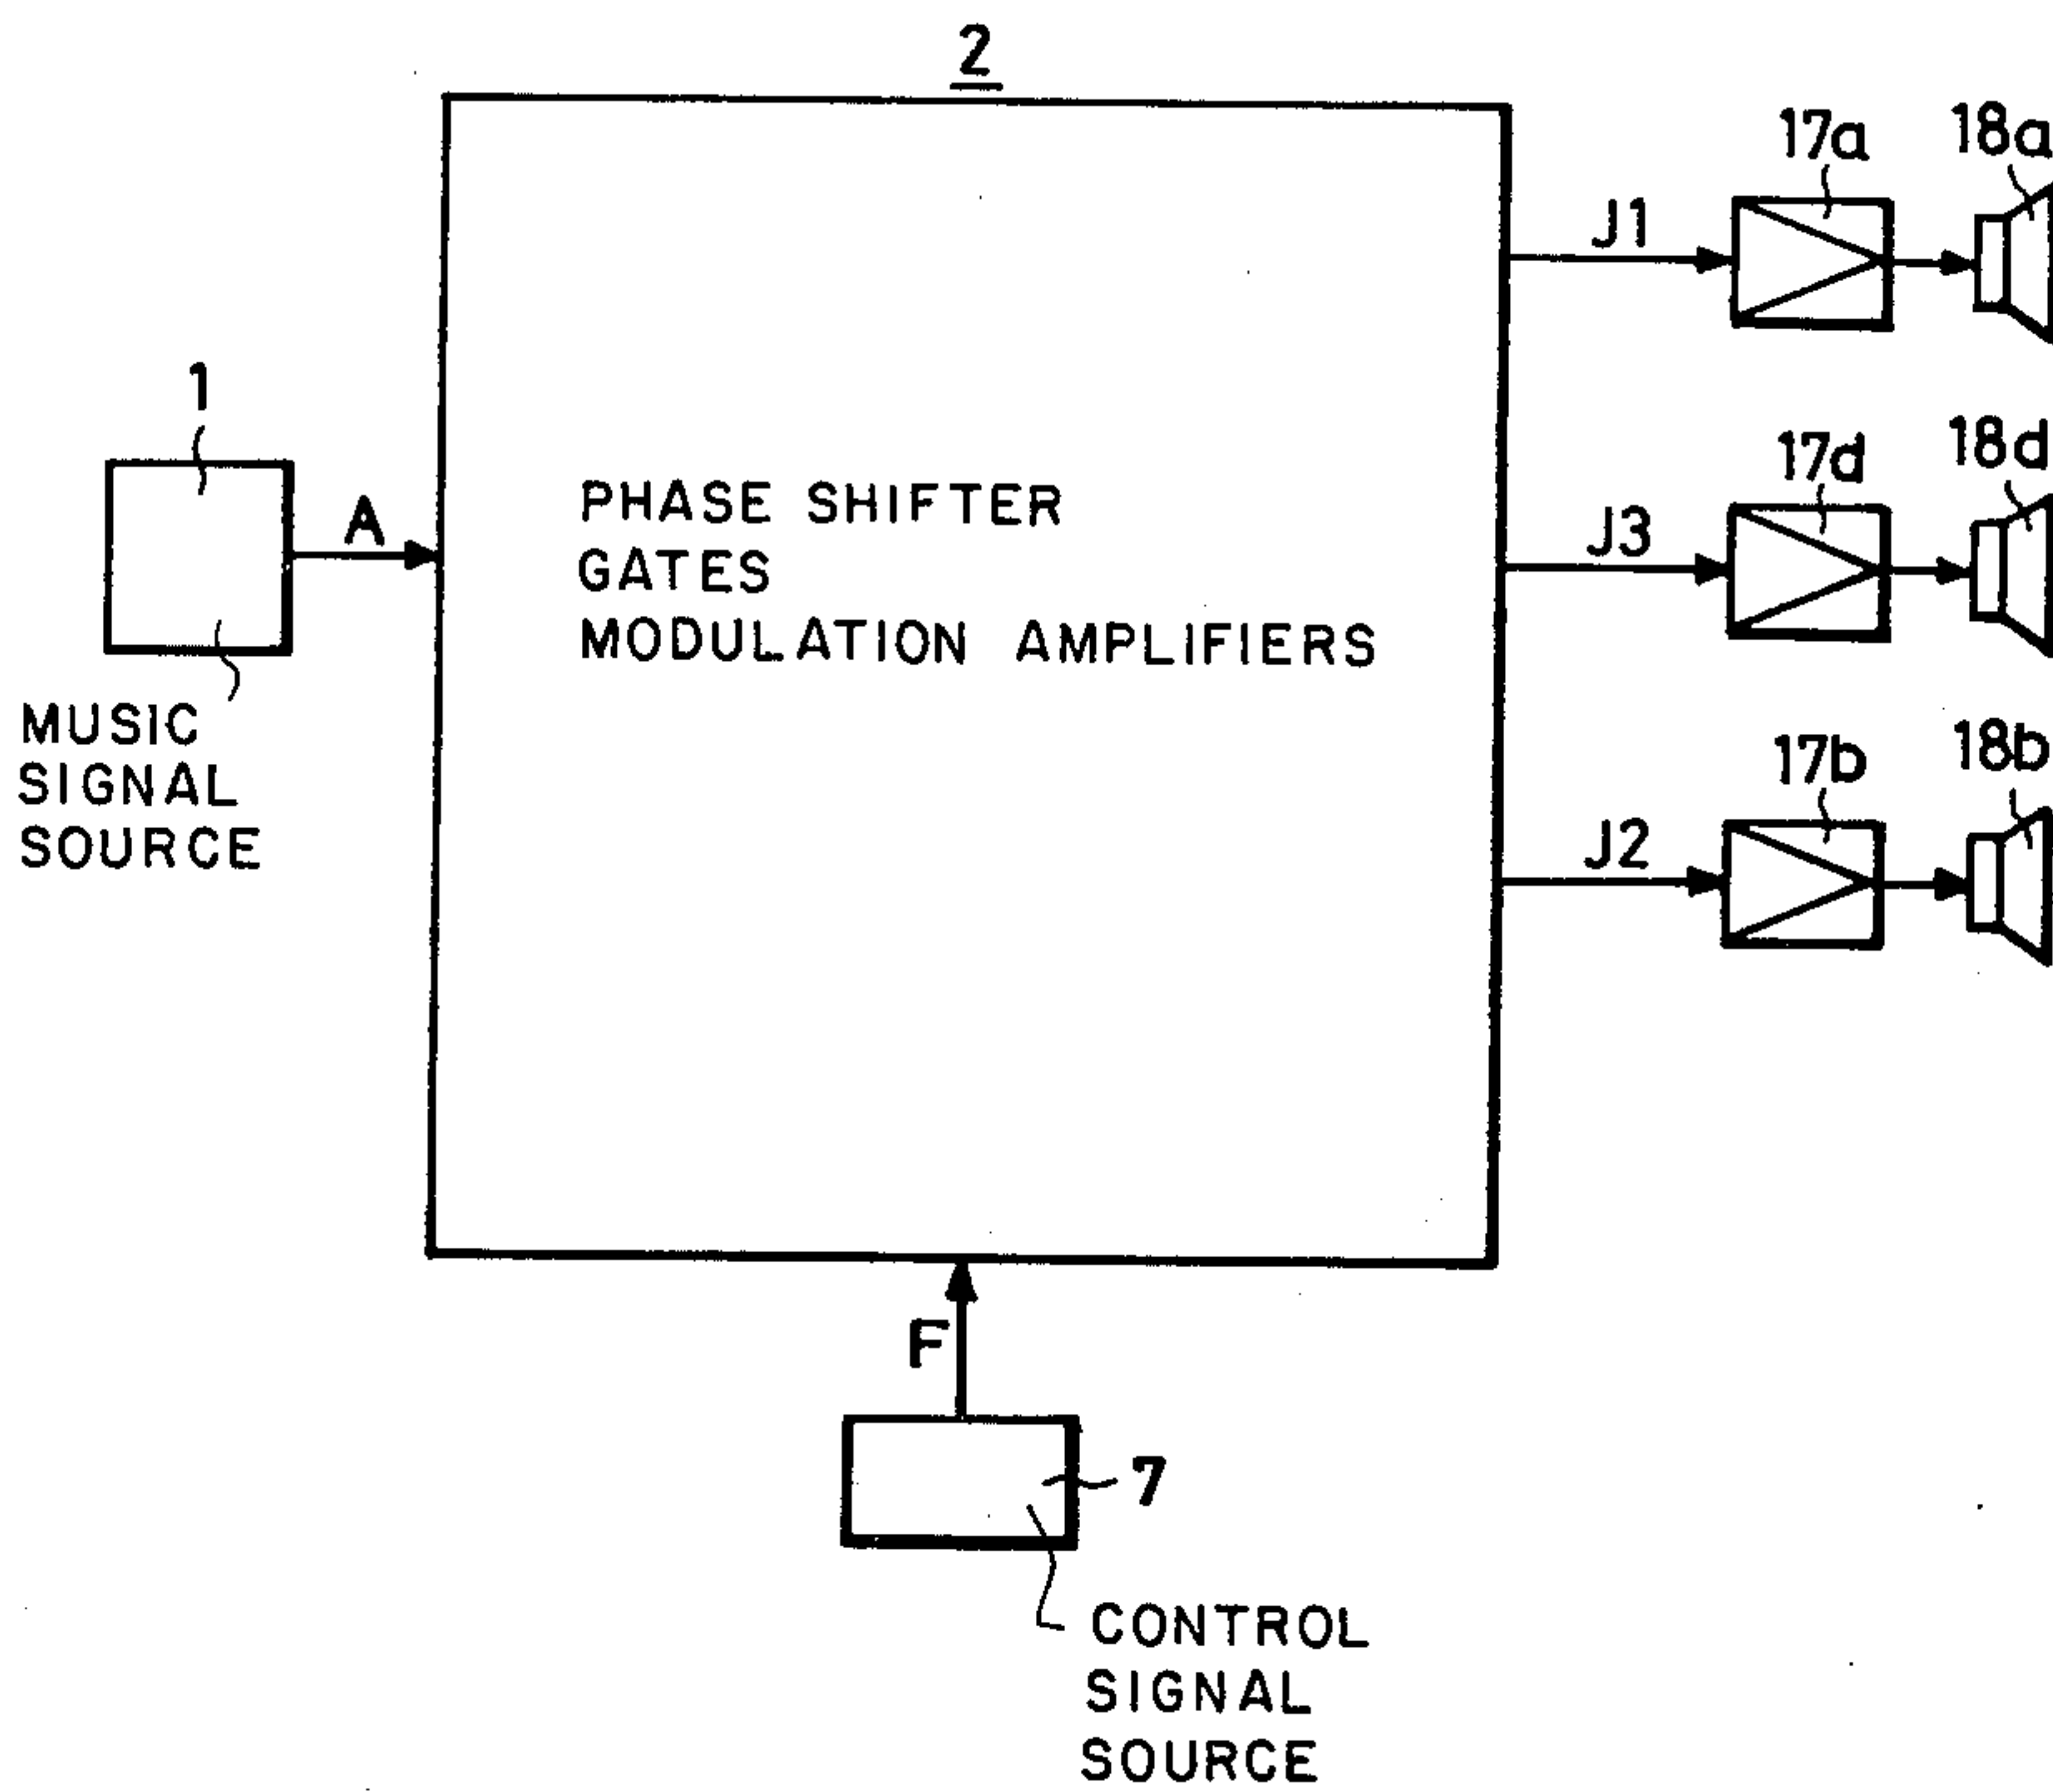 2
17a
18a
J1
1
A
PHASE SHIFTER
GATES
MODULATION AMPLIFIERS
17d
18d
J3
MUSIC
SIGNAL
SOURCE
17b
18b
J2
F
7
CONTROL
SIGNAL
SOURCE